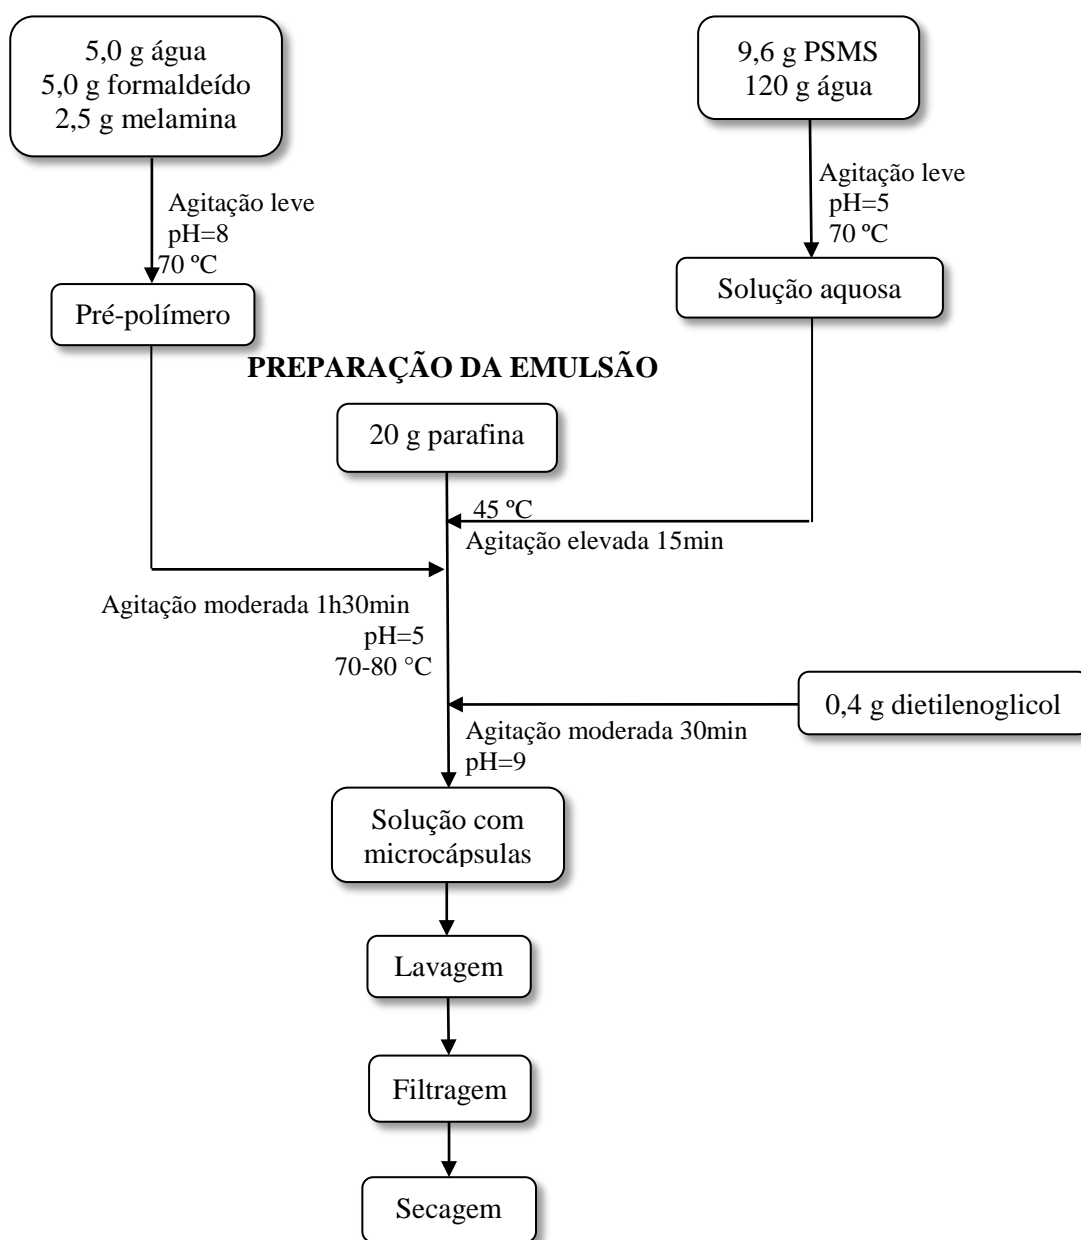 5,0 g água
5,0 g formaldeído
2,5 g melamina
9,6 g PSMS
120 g água
Agitação leve
pH=8
70 ºC
Agitação leve
pH=5
70 ºC
Pré-polímero
Solução aquosa
PREPARAÇÃO DA EMULSÃO
20 g parafina
45 ºC
Agitação elevada 15min
Agitação moderada 1h30min
pH=5
70-80 °C
0,4 g dietilenoglicol
Agitação moderada 30min
pH=9
Solução com
microcápsulas
Lavagem
Filtragem
Secagem